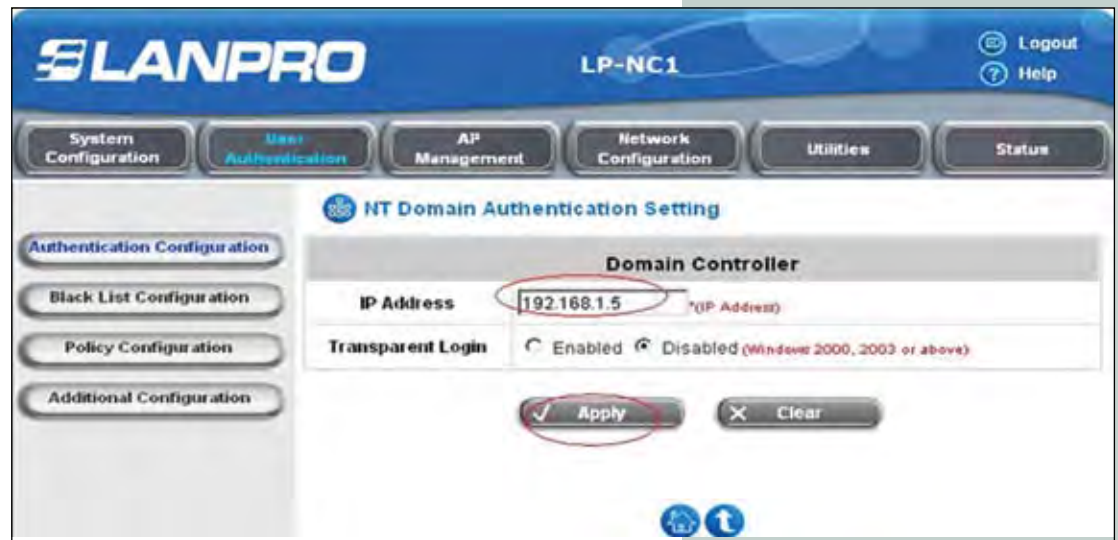 LANPRO
LP-NC1
Logout
Help
System Configuration
User Authentication
AP Management
Network Configuration
Utilities
Status
NT Domain Authentication Setting
Authentication Configuration
Black List Configuration
Policy Configuration
Additional Configuration
Domain Controller
IP Address 192.168.1.5 *(IP Address)
Transparent Login Enabled Disabled (Windows 2000, 2003 or above)
Apply Clear